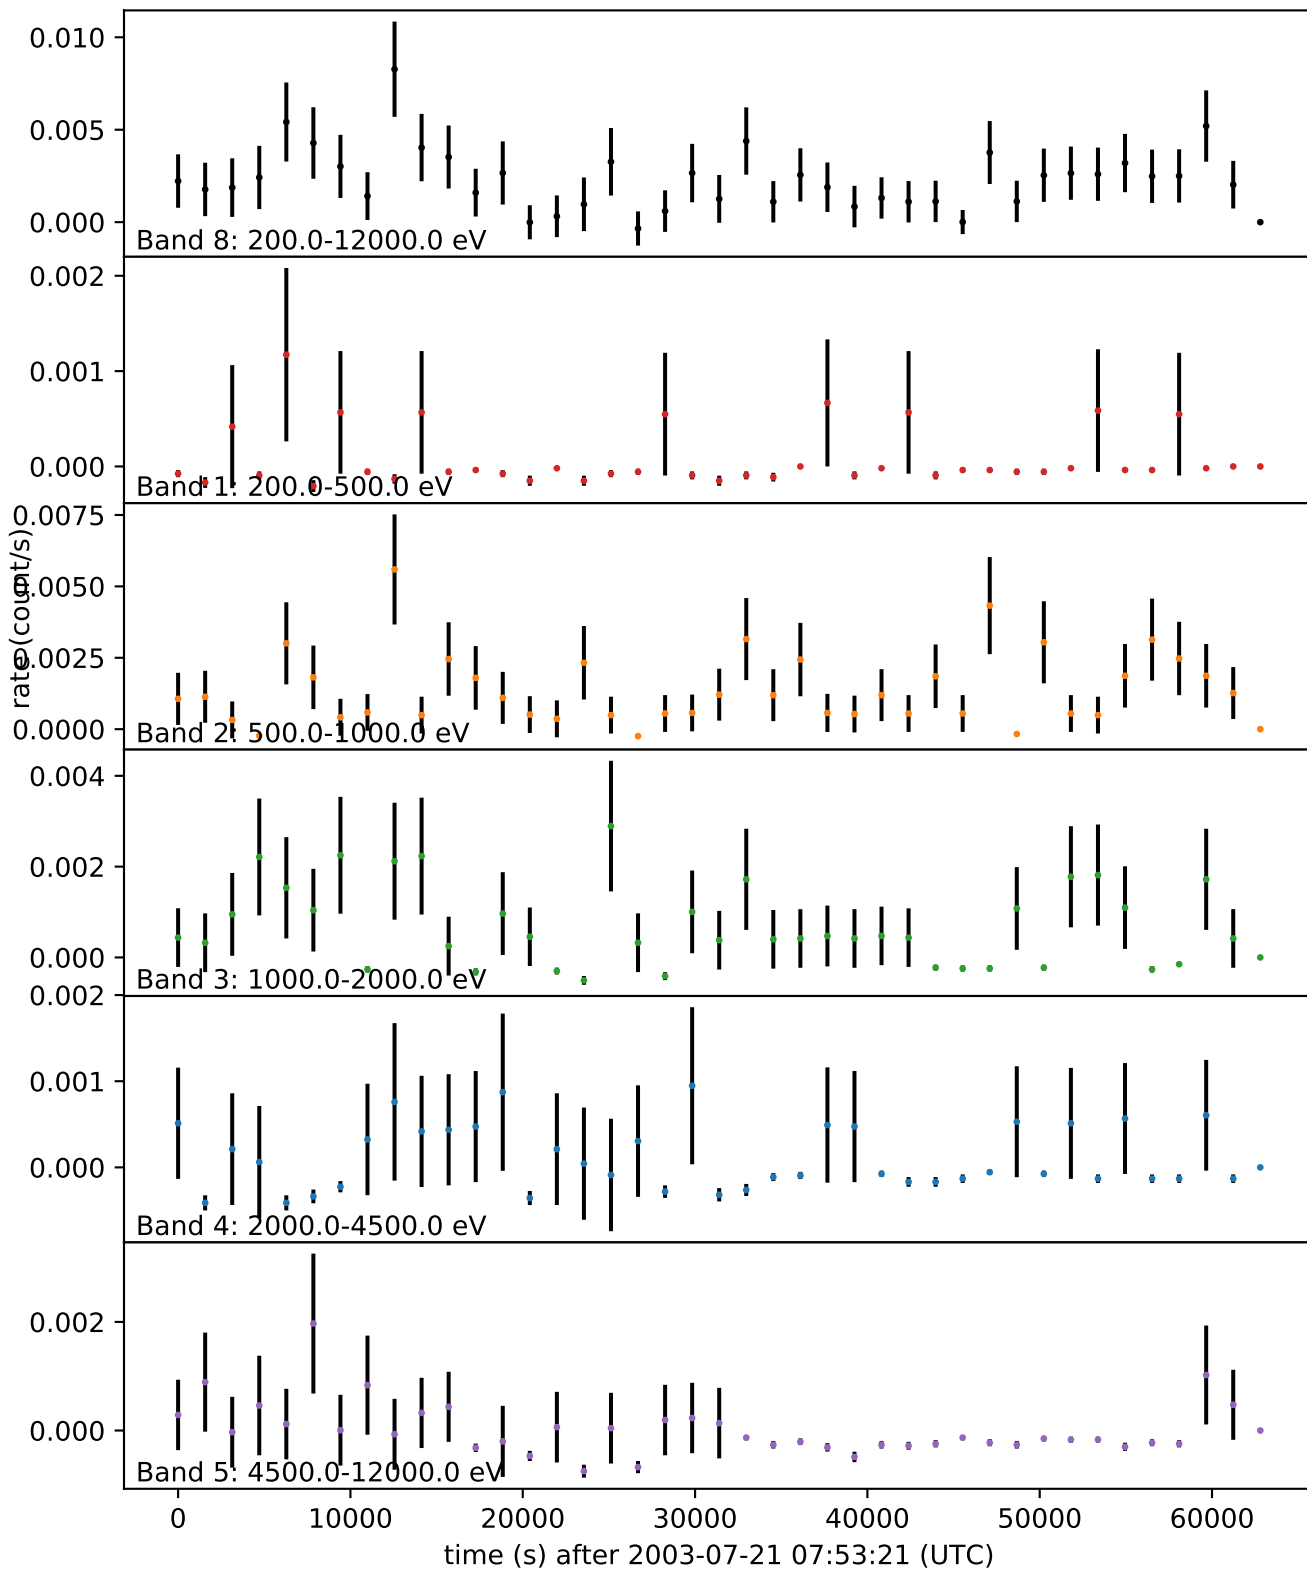 0.010
0.005
0.000
Band 8: 200.0-12000.0 eV
0.002
0.001
0.000
Band 1: 200.0-500.0 eV
rate (count/s)
0.0075
0.0050
0.0025
0.0000
Band 2: 500.0-1000.0 eV
0.004
0.002
0.000
Band 3: 1000.0-2000.0 eV
0.002
0.001
0.000
Band 4: 2000.0-4500.0 eV
0.002
0.000
Band 5: 4500.0-12000.0 eV
0 10000 20000 30000 40000 50000 60000
time (s) after 2003-07-21 07:53:21 (UTC)